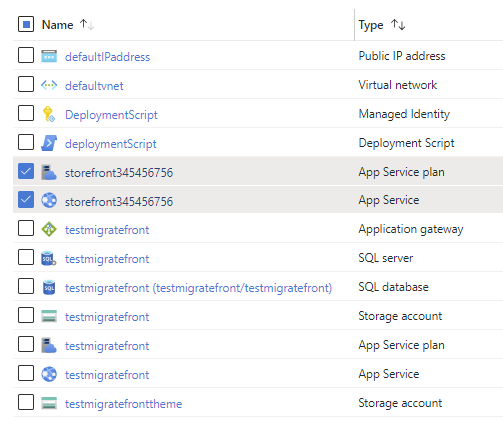 Name Type
defaultIPaddress Public IP address
defaultvnet Virtual network
DeploymentScript Managed Identity
deploymentScript Deployment Script
storefront345456756 App Service plan
storefront345456756 App Service
testmigratefront Application gateway
testmigratefront SQL server
testmigratefront (testmigratefront/testmigratefront) SQL database
testmigratefront Storage account
testmigratefront App Service plan
testmigratefront App Service
testmigratefronttheme Storage account